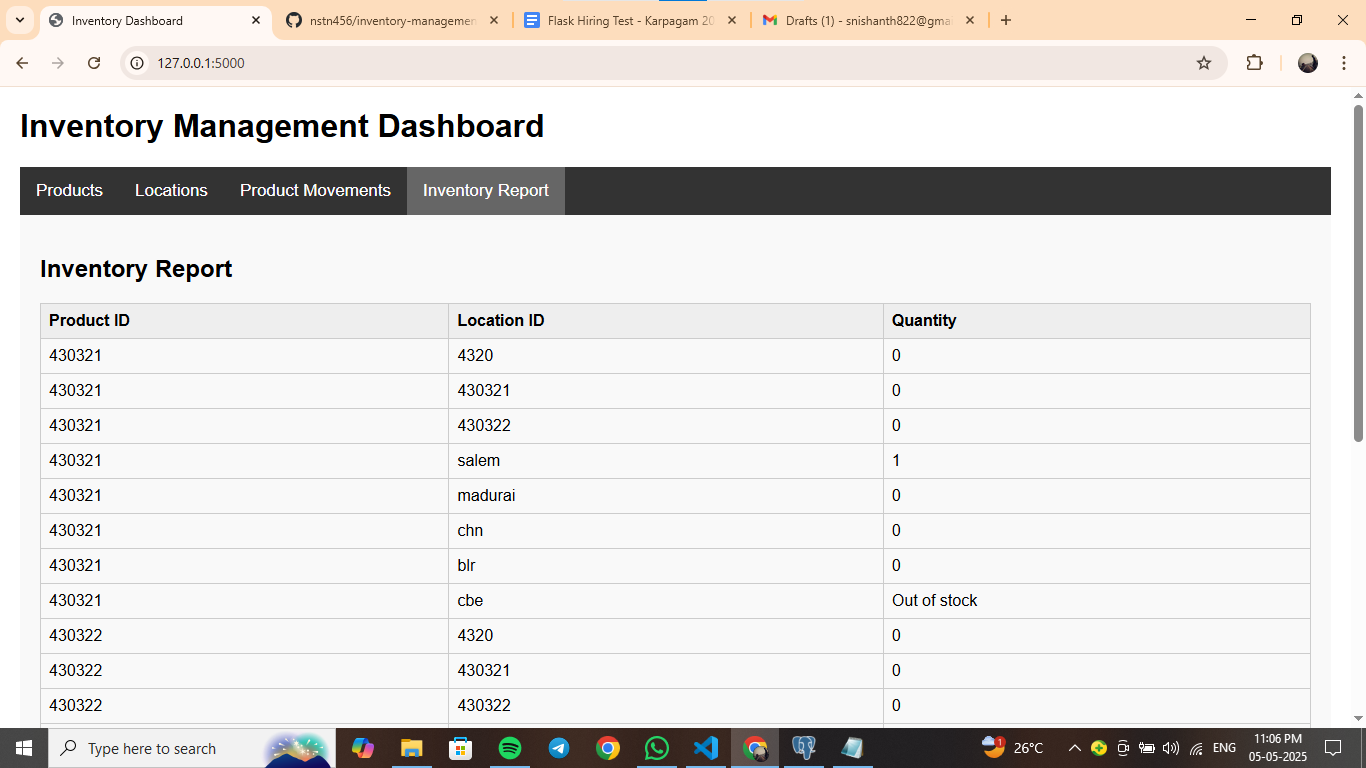 Inventory Dashboard
nstn456/inventory-managemen
Flask Hiring Test - Karpagam 20
Drafts (1) - snishanth822@gma
127.0.0.1:5000
Inventory Management Dashboard
Products Locations Product Movements Inventory Report
Inventory Report
Product ID Location ID Quantity
430321 4320 0
430321 430321 0
430321 430322 0
430321 salem 1
430321 madurai 0
430321 chn 0
430321 blr 0
430321 cbe Out of stock
430322 4320 0
430322 430321 0
430322 430322 0
Type here to search
1
26°C
ENG
11:06 PM
05-05-2025